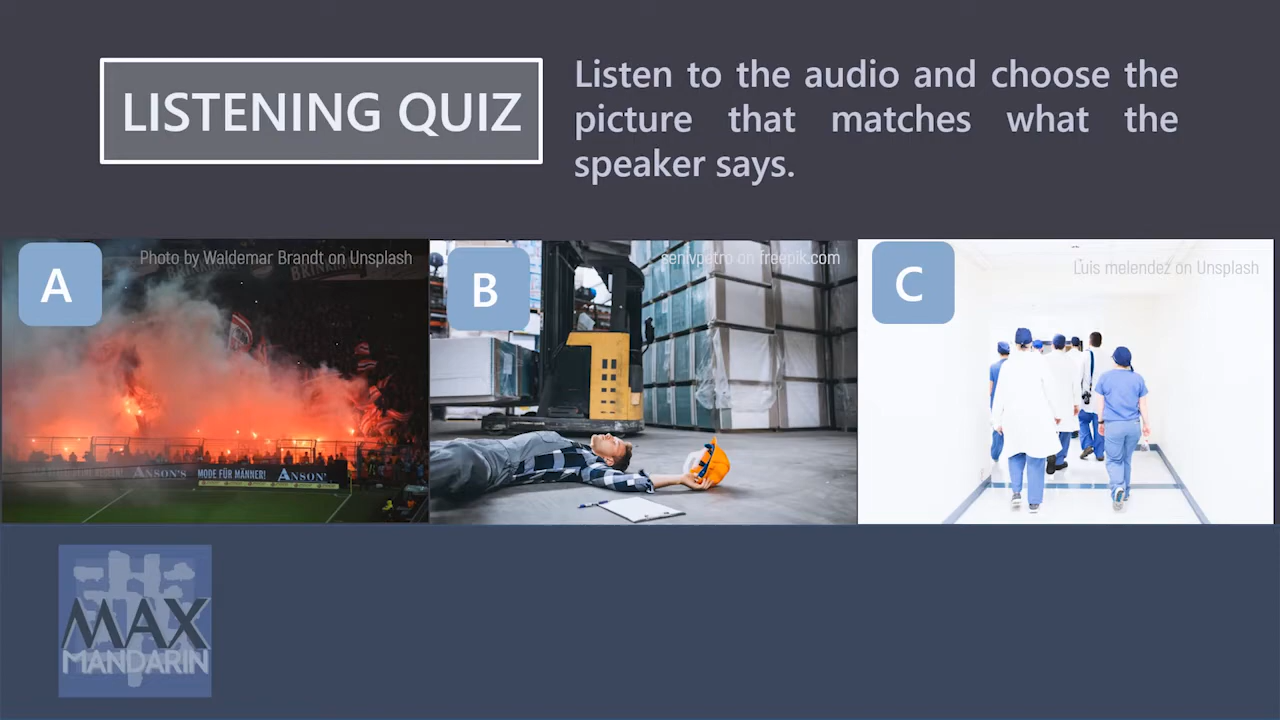 LISTENING QUIZ
Listen to the audio and choose the
picture that matches what the
speaker says.
A
Photo by Waldemar Brandt on Unsplash
ANSON'S
MODE FÜR MÄNNER!
ANSON'
B
senivpetro on freepik.com
C
Luis melendez on Unsplash
MAX
MANDARIN